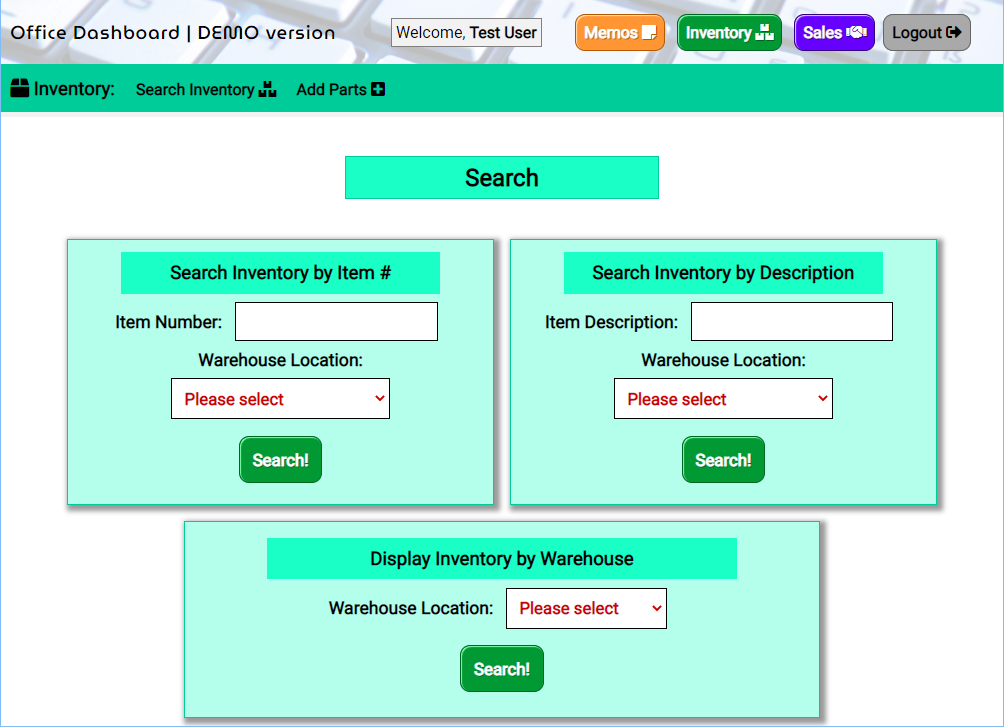 Office Dashboard | DEMO version
Welcome, Test User
Memos
Inventory
Sales
Logout
Inventory:
Search Inventory
Add Parts
Search
Search Inventory by Item #
Item Number:
Warehouse Location:
Please select
Search!
Search Inventory by Description
Item Description:
Warehouse Location:
Please select
Search!
Display Inventory by Warehouse
Warehouse Location:
Please select
Search!